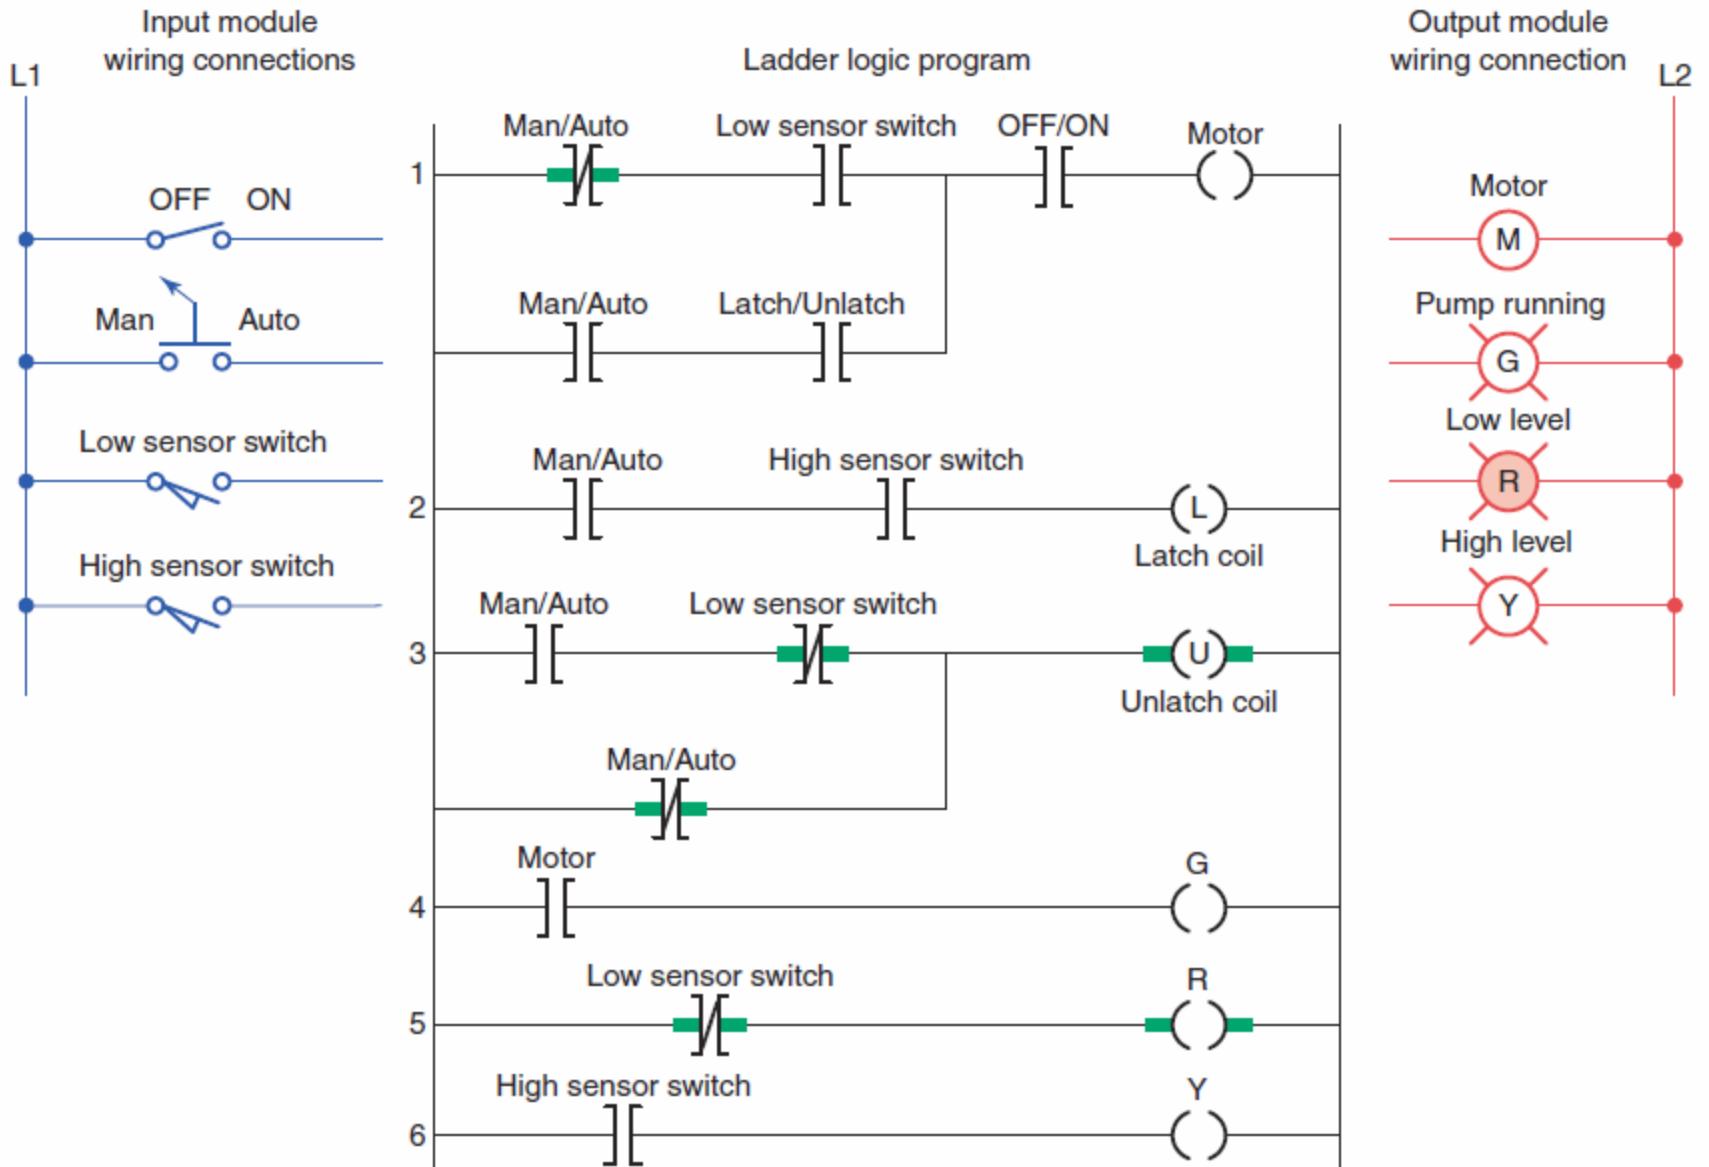 Input module
wiring connections
L1
OFF ON
Man Auto
Low sensor switch
High sensor switch
Ladder logic program
1
Man/Auto Low sensor switch OFF/ON Motor
Man/Auto Latch/Unlatch
2
Man/Auto High sensor switch
L
Latch coil
3
Man/Auto Low sensor switch
U
Unlatch coil
Man/Auto
4
Motor G
5
Low sensor switch R
6
High sensor switch Y
Output module
wiring connection
L2
Motor
M
Pump running
G
Low level
R
High level
Y